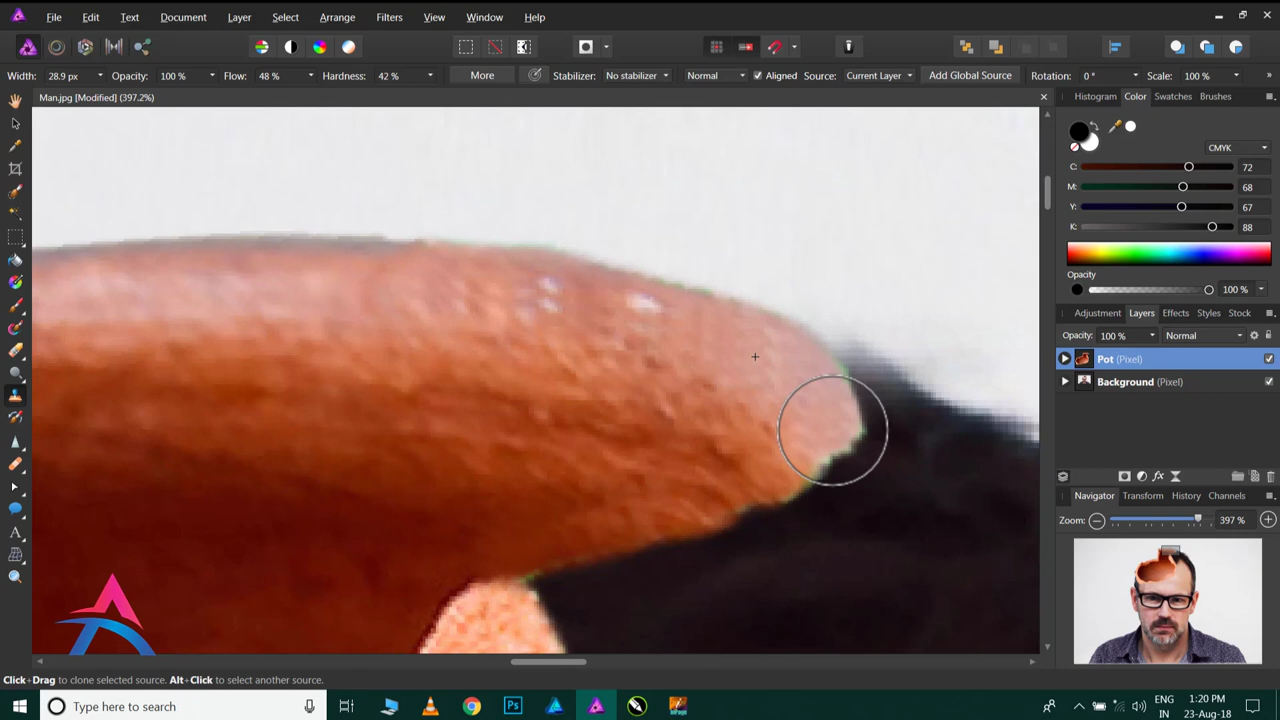 File Edit Text Document Layer Select Arrange Filters View Window Help
Width: 28.9 px Opacity: 100 % Flow: 48 % Hardness: 42 % More Stabilizer: No stabilizer Normal Aligned Source: Current Layer Add Global Source Rotation: 0 ° Scale: 100 %
Man.jpg [Modified] (397.2%)
Histogram Color Swatches Brushes
CMYK
C: 72
M: 68
Y: 67
K: 88
Opacity
100 %
Adjustment Layers Effects Styles Stock
Opacity: 100 % Normal
Pot (Pixel)
Background (Pixel)
Navigator Transform History Channels
Zoom: 397 %
Click+Drag to clone selected source. Alt+Click to select another source.
Type here to search
ENG 1:20 PM
IN 23-Aug-18